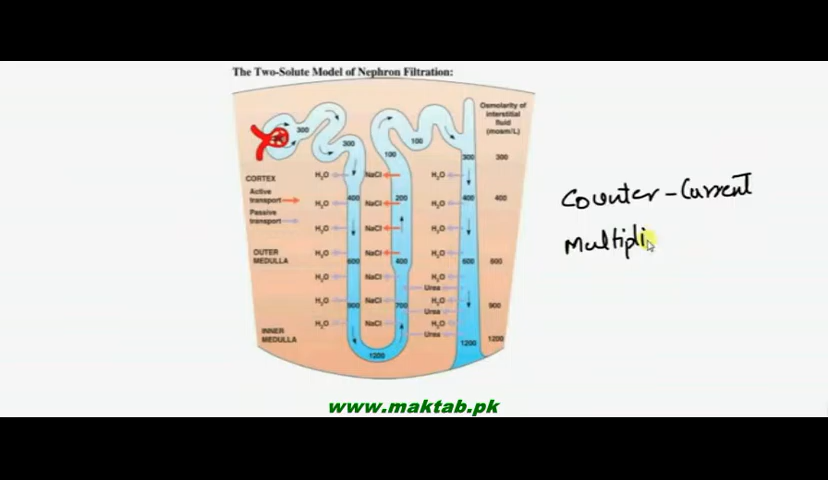 The Two-Solute Model of Nephron Filtration:
Osmolarity of
interstitial
fluid
(mosm/L)
300
300
100
100
300
300
CORTEX
H₂O
NaCl
H₂O
Active
transport
400
200
400
400
H₂O
NaCl
H₂O
Passive
transport
H₂O
NaCl
H₂O
OUTER
MEDULLA
H₂O
NaCl
H₂O
600
400
600
600
H₂O
NaCl
H₂O
Urea
H₂O
NaCl
H₂O
900
700
900
Urea
H₂O
NaCl
H₂O
INNER
MEDULLA
Urea
1200
1200
1200
Counter-Current
Multipli
www.maktab.pk